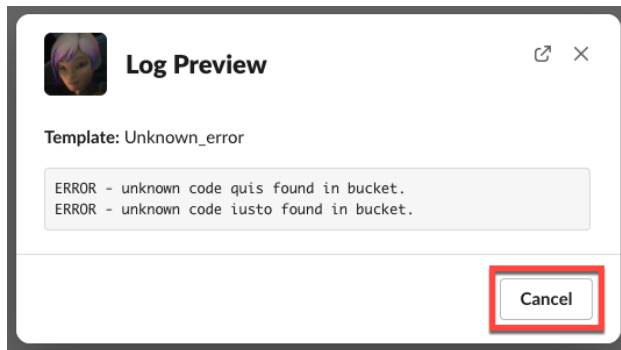 Log Preview
Template: Unknown_error
ERROR - unknown code quis found in bucket.
ERROR - unknown code iusto found in bucket.
Cancel